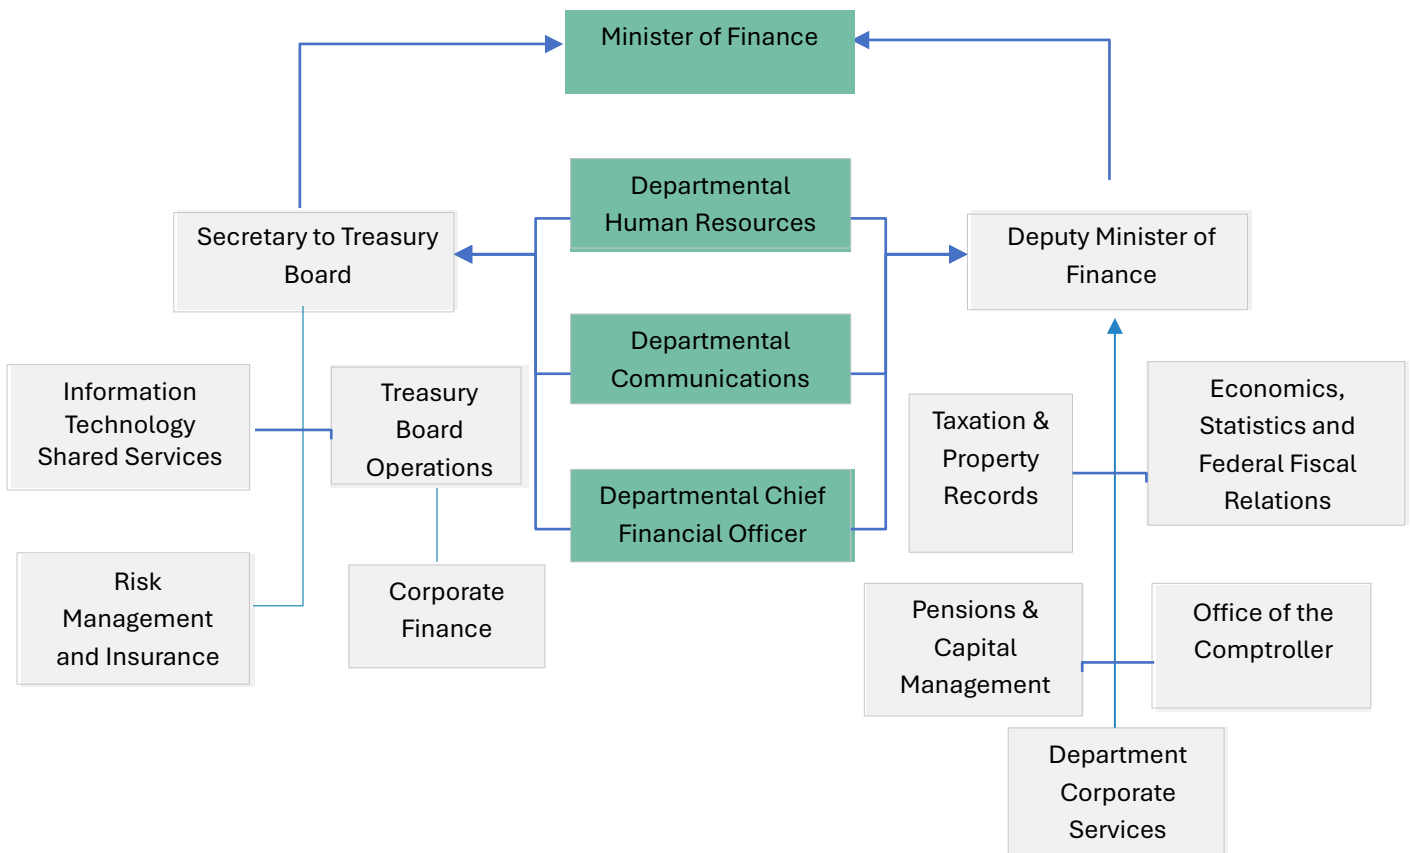 Minister of Finance
Departmental
Human Resources
Secretary to Treasury
Board
Deputy Minister of
Finance
Departmental
Communications
Information
Technology
Shared Services
Treasury
Board
Operations
Taxation &
Property
Records
Economics,
Statistics and
Federal Fiscal
Relations
Departmental Chief
Financial Officer
Risk
Management
and Insurance
Corporate
Finance
Pensions &
Capital
Management
Office of the
Comptroller
Department
Corporate
Services